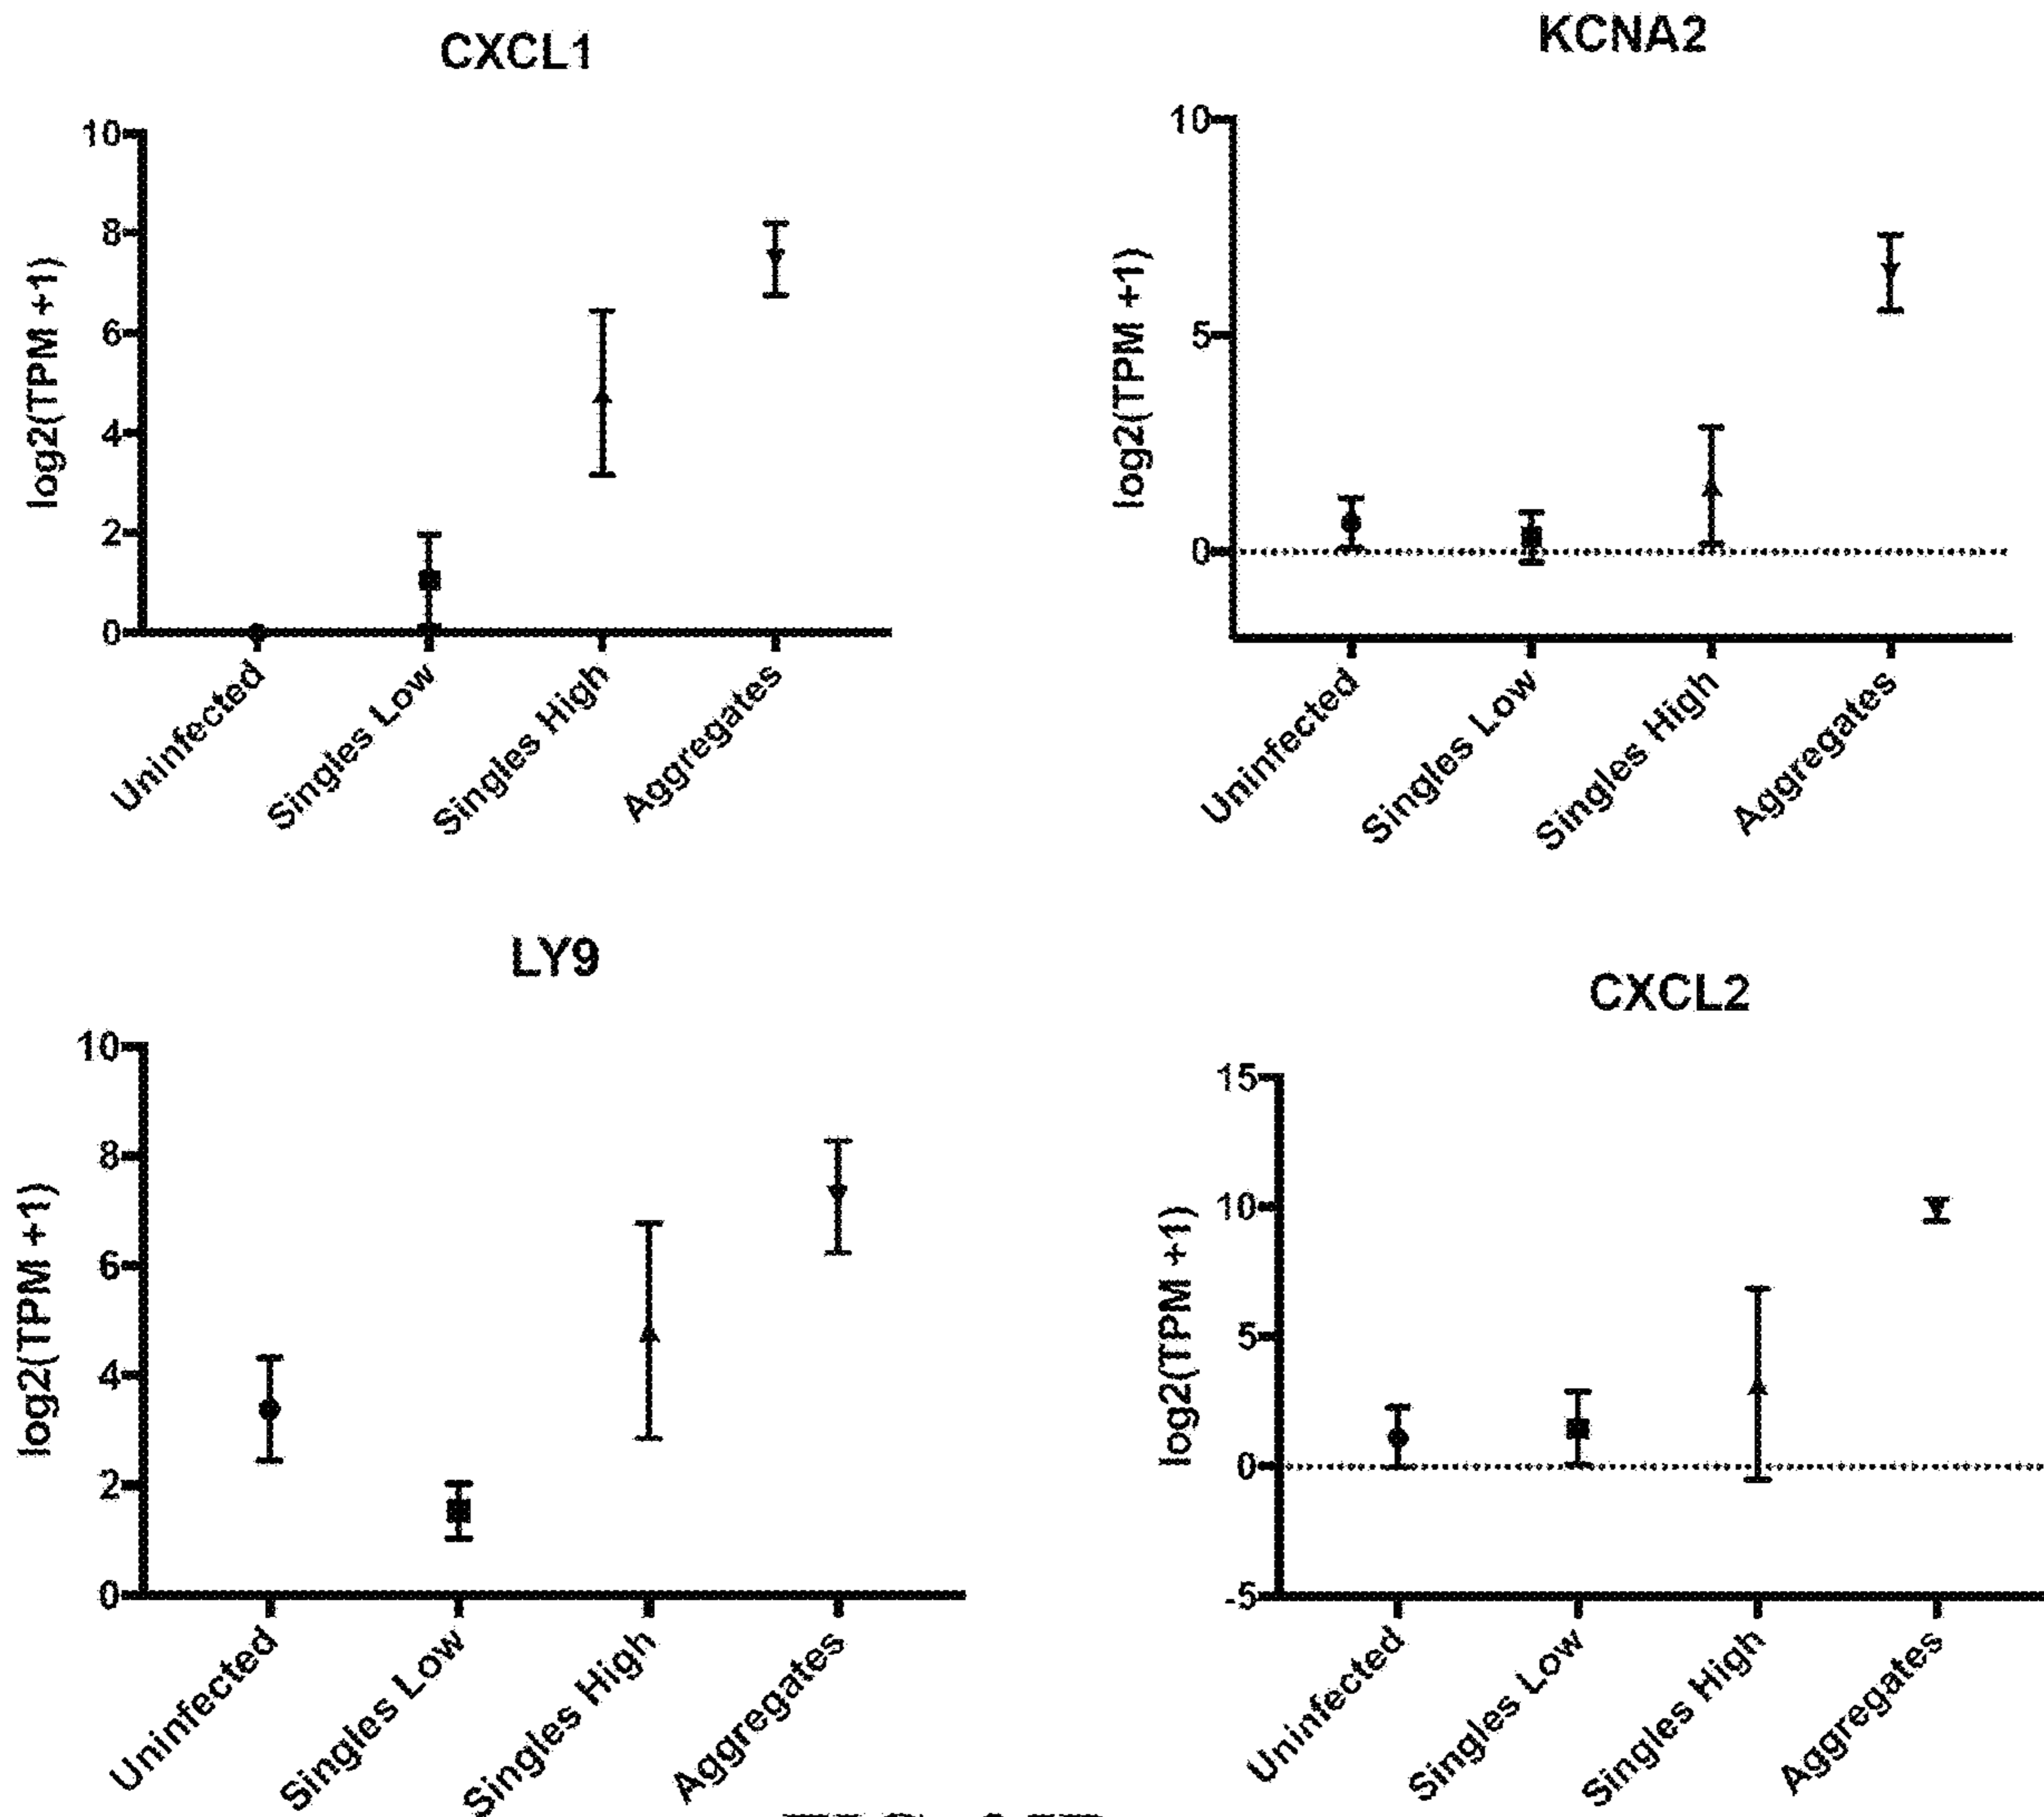 CXCL1
log2(TPM +1)
10
8
6
4
2
0
Uninfected
Singles Low
Singles High
Aggregates
KCNA2
log2(TPM +1)
10
5
0
Uninfected
Singles Low
Singles High
Aggregates
LY9
log2(TPM +1)
10
8
6
4
2
0
Uninfected
Singles Low
Singles High
Aggregates
CXCL2
log2(TPM +1)
15
10
5
0
-5
Uninfected
Singles Low
Singles High
Aggregates